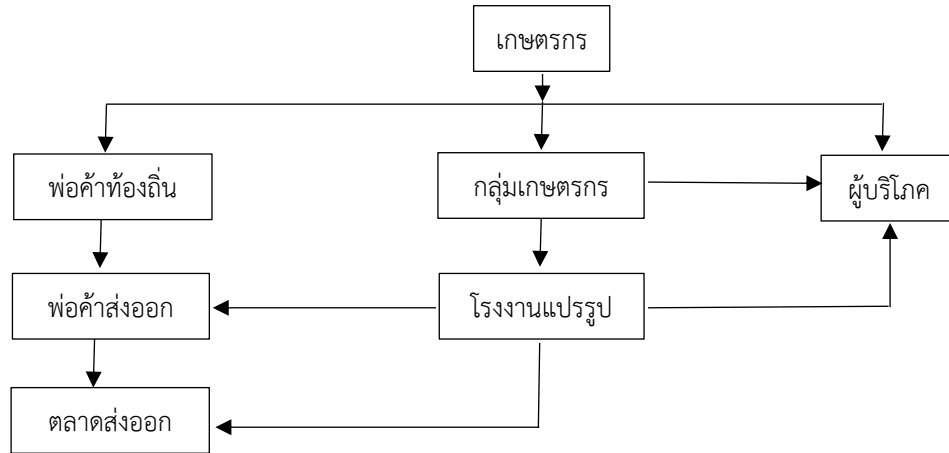 เกษตรกร
พ่อค้าท้องถิ่น
กลุ่มเกษตรกร
ผู้บริโภค
พ่อค้าส่งออก
โรงงานแปรรูป
ตลาดส่งออก